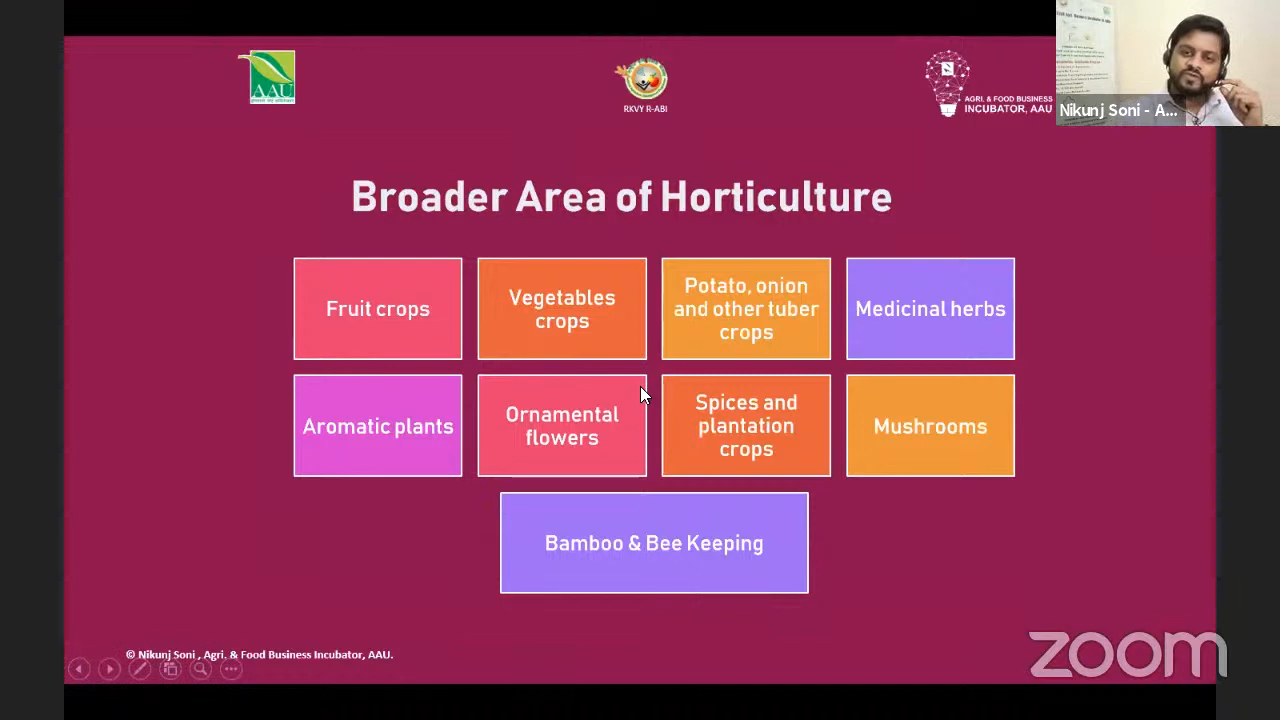 AAU
RKVY R-ABI
AGRI. & FOOD BUSINESS
INCUBATOR, AAU
Nikunj Soni - A...
Broader Area of Horticulture
Fruit crops
Vegetables
crops
Potato, onion
and other tuber
crops
Medicinal herbs
Aromatic plants
Ornamental
flowers
Spices and
plantation
crops
Mushrooms
Bamboo & Bee Keeping
© Nikunj Soni , Agri. & Food Business Incubator, AAU.
zoom